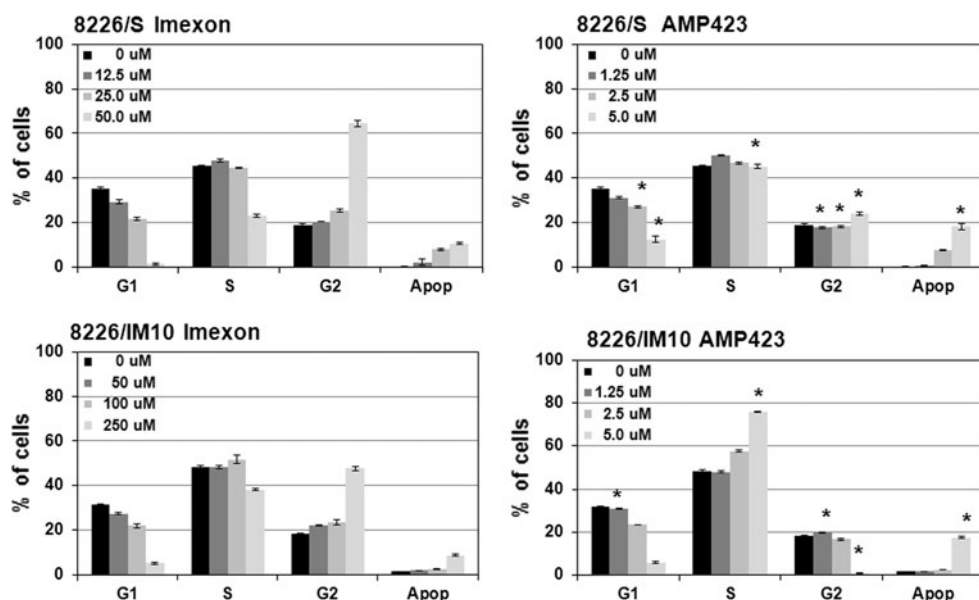 8226/S Imexon
100
80
60
40
20
0
% of cells
0 uM
12.5 uM
25.0 uM
50.0 uM
G1 S G2 Apop
8226/S AMP423
100
80
60
40
20
0
% of cells
0 uM
1.25 uM
2.5 uM
5.0 uM
* * * * * * *
G1 S G2 Apop
8226/IM10 Imexon
100
80
60
40
20
0
% of cells
0 uM
50 uM
100 uM
250 uM
G1 S G2 Apop
8226/IM10 AMP423
100
80
60
40
20
0
% of cells
0 uM
1.25 uM
2.5 uM
5.0 uM
* * * * *
G1 S G2 Apop